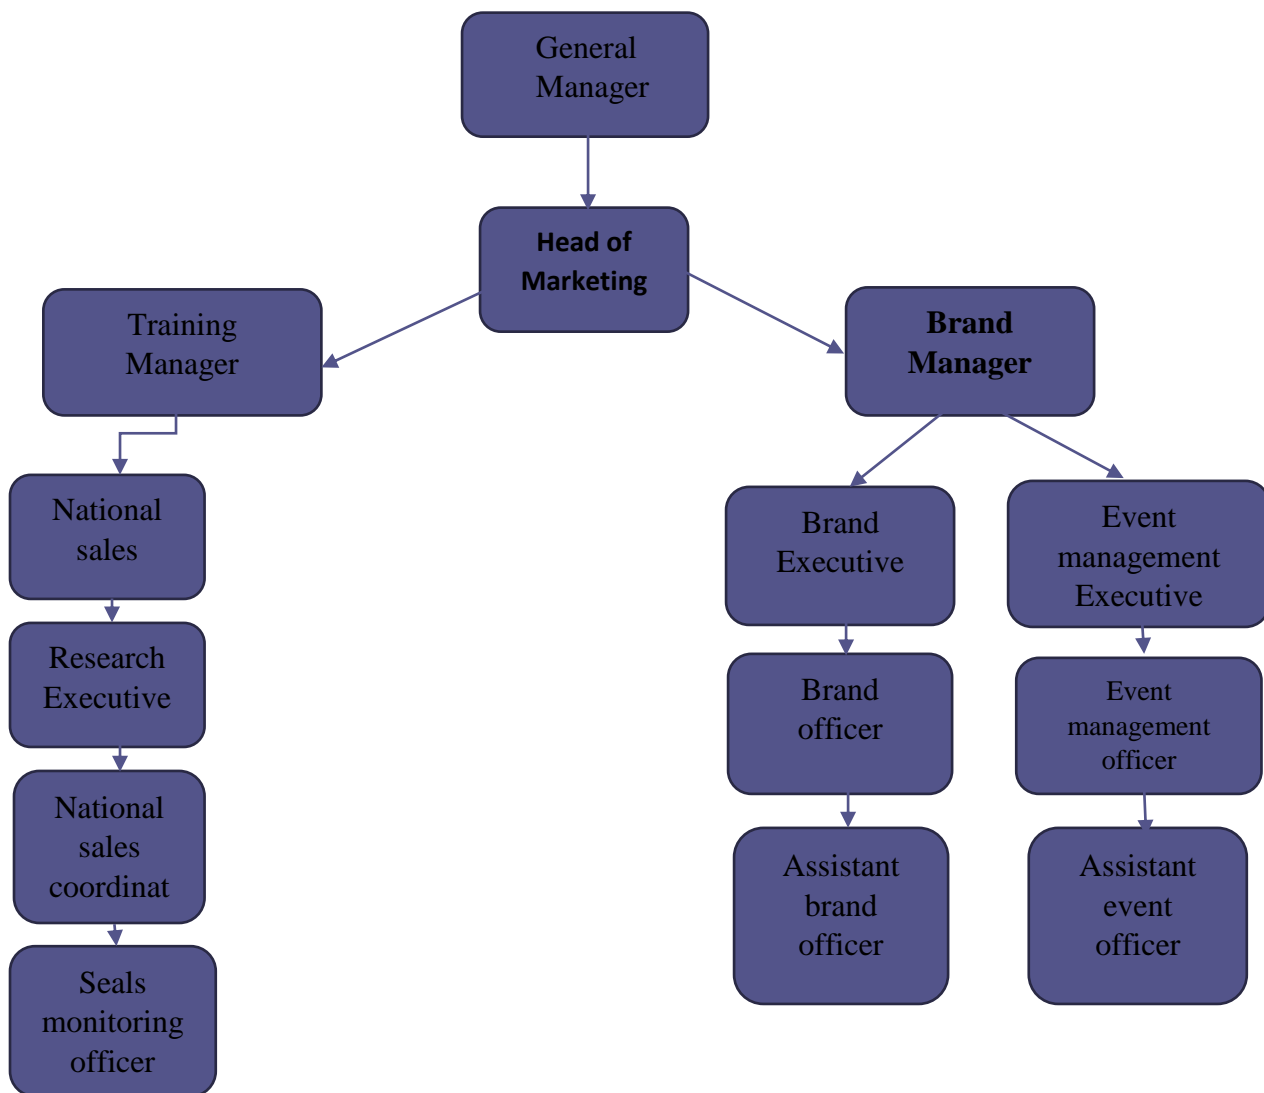 General
Manager
Head of
Marketing
Training
Manager
Brand
Manager
National
sales
Research
Executive
National
sales
coordinat
Seals
monitoring
officer
Brand
Executive
Brand
officer
Assistant
brand
officer
Event
management
Executive
Event
management
officer
Assistant
event
officer